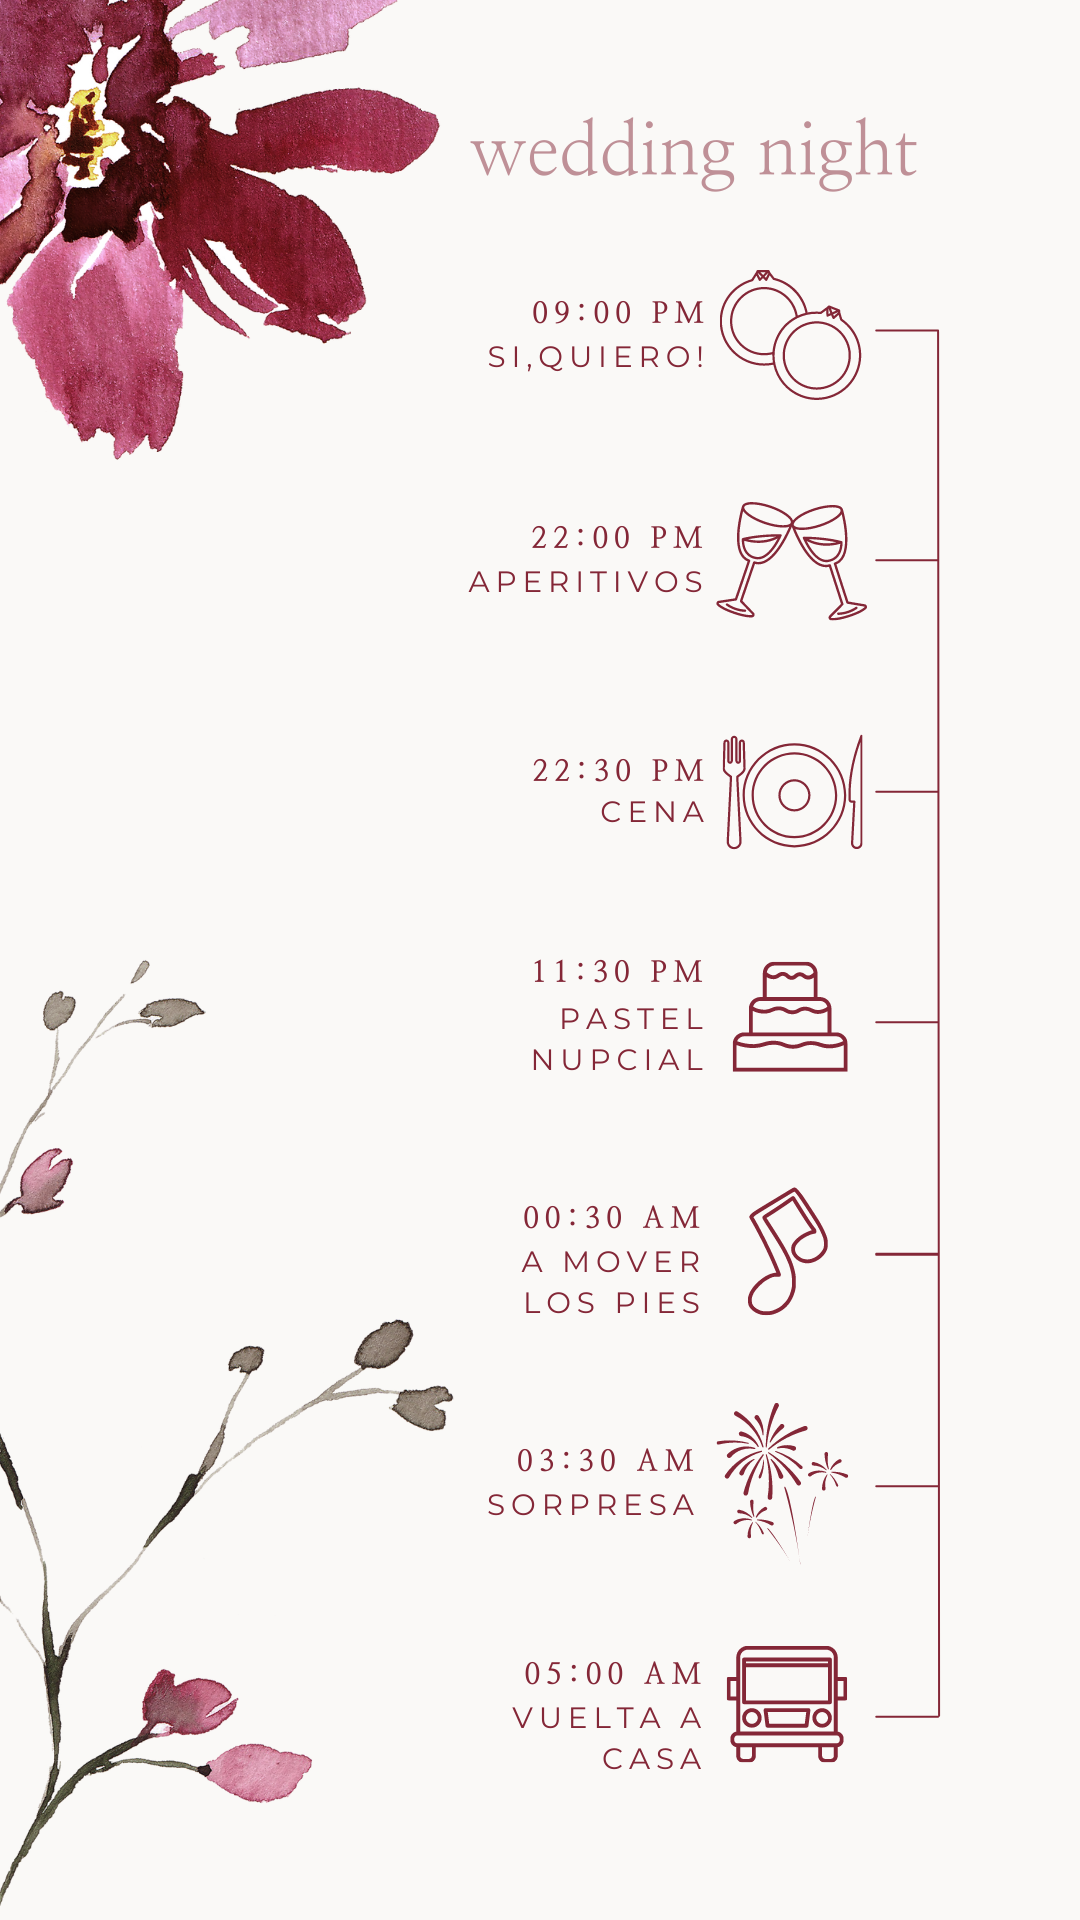 wedding night
09:00 PM
SI,QUIERO!
22:00 PM
APERITIVOS
22:30 PM
CENA
11:30 PM
PASTEL
NUPCIAL
00:30 AM
A MOVER
LOS PIES
03:30 AM
SORPRESA
05:00 AM
VUELTA A
CASA